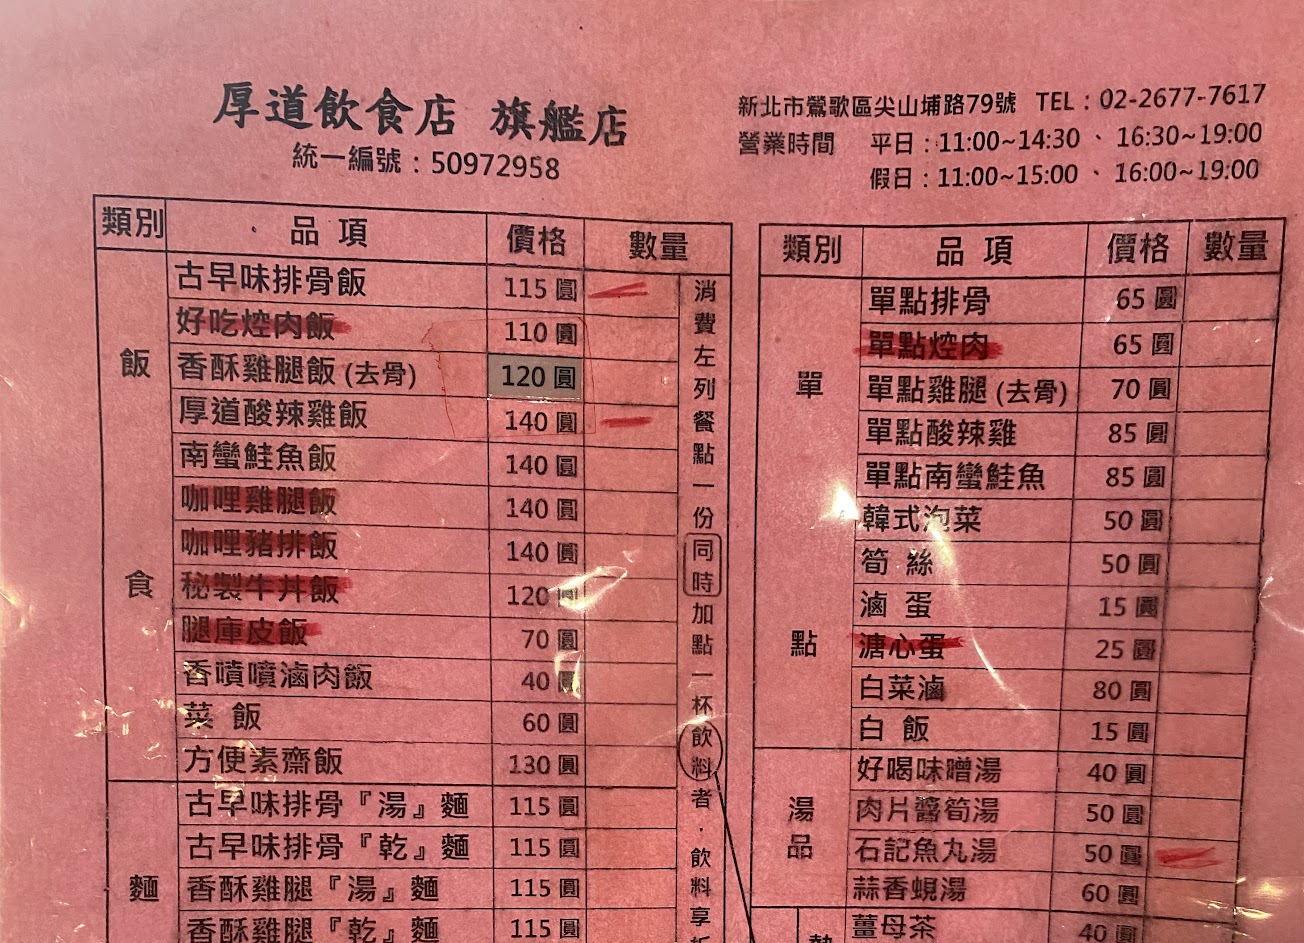 厚道飲食店 旗艦店
統一編號：50972958
新北市鶯歌區尖山埔路79號 TEL：02-2677-7617
營業時間 平日：11:00~14:30 、 16:30~19:00
假日：11:00~15:00 、 16:00~19:00
類別 品項 價格 數量
飯食
古早味排骨飯 115圓
好吃焢肉飯 110圓
香酥雞腿飯(去骨) 120圓
厚道酸辣雞飯 140圓
南蠻鮭魚飯 140圓
咖哩雞腿飯 140圓
咖哩豬排飯 140圓
秘製牛丼飯 120圓
腿庫皮飯 70圓
香噴噴滷肉飯 40圓
菜飯 60圓
方便素齋飯 130圓
麵
古早味排骨『湯』麵 115圓
古早味排骨『乾』麵 115圓
香酥雞腿『湯』麵 115圓
香酥雞腿『乾』麵 115圓
消費左列餐點一份同時加點一杯飲料者．飲料享折
類別 品項 價格 數量
單點
單點排骨 65圓
單點焢肉 65圓
單點雞腿(去骨) 70圓
單點酸辣雞 85圓
單點南蠻鮭魚 85圓
韓式泡菜 50圓
筍絲 50圓
滷蛋 15圓
溏心蛋 25圓
白菜滷 80圓
白飯 15圓
湯品
好喝味噌湯 40圓
肉片醬筍湯 50圓
石記魚丸湯 50圓
蒜香蜆湯 60圓
熱
薑母茶 40圓